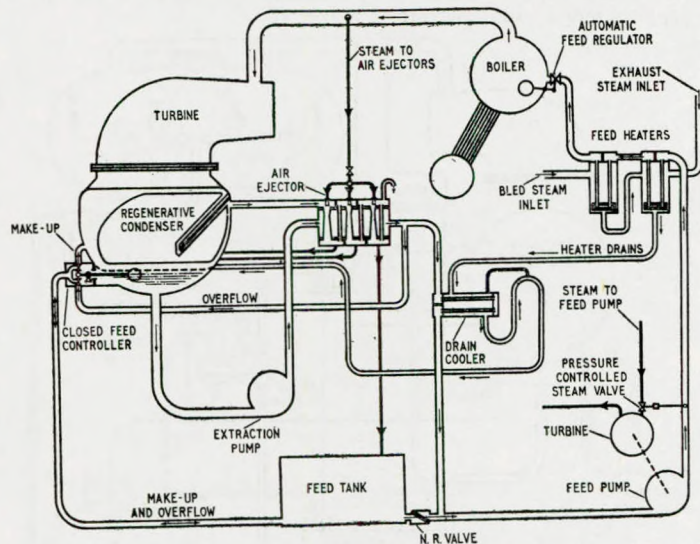 AUTOMATIC
FEED REGULATOR
STEAM TO
AIR EJECTORS
BOILER
EXHAUST
STEAM INLET
TURBINE
FEED HEATERS
AIR
EJECTOR
BLED STEAM
INLET
REGENERATIVE
CONDENSER
MAKE-UP
HEATER DRAINS
OVERFLOW
STEAM TO
FEED PUMP
CLOSED FEED
CONTROLLER
DRAIN
COOLER
PRESSURE
CONTROLLED
STEAM VALVE
EXTRACTION
PUMP
TURBINE
FEED TANK
FEED PUMP
MAKE-UP
AND OVERFLOW
N. R. VALVE